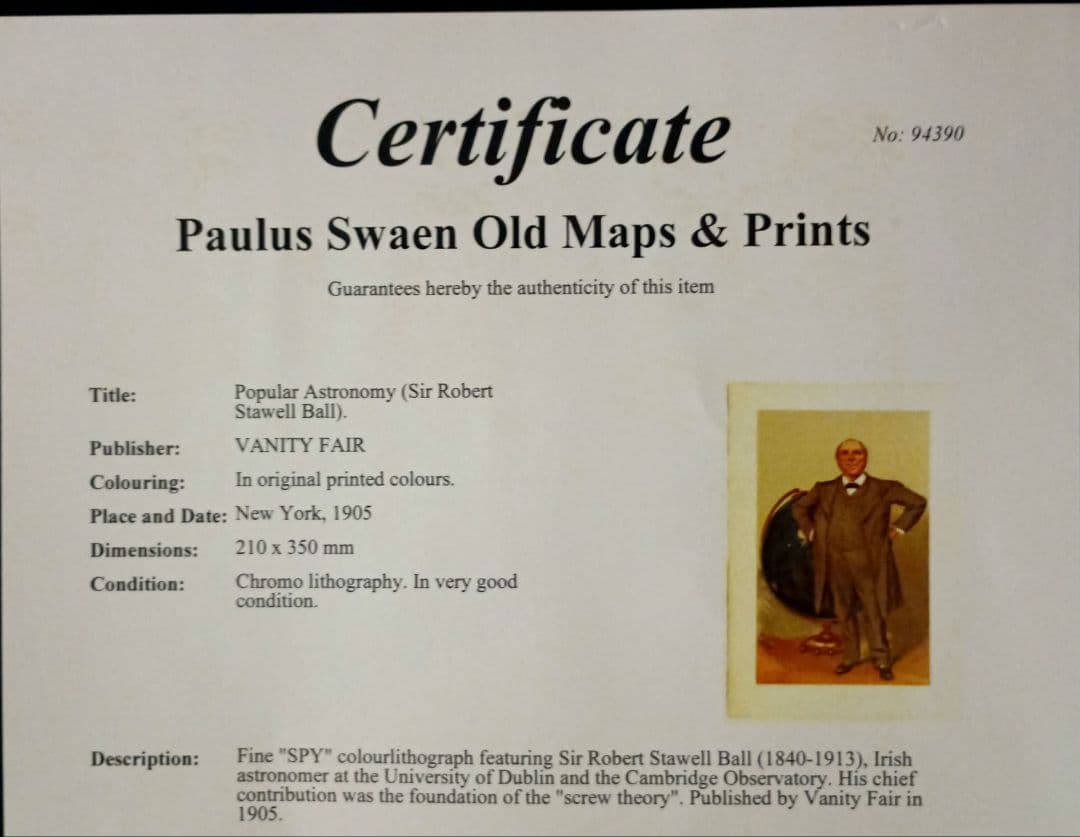 Certificate
No: 94390
Paulus Swaen Old Maps & Prints
Guarantees hereby the authenticity of this item
Title: Popular Astronomy (Sir Robert
Stawell Ball).
Publisher: VANITY FAIR
Colouring: In original printed colours.
Place and Date: New York, 1905
Dimensions: 210 x 350 mm
Condition: Chromo lithography. In very good
condition.
Description: Fine "SPY" colourlithograph featuring Sir Robert Stawell Ball (1840-1913), Irish
astronomer at the University of Dublin and the Cambridge Observatory. His chief
contribution was the foundation of the "screw theory". Published by Vanity Fair in
1905.